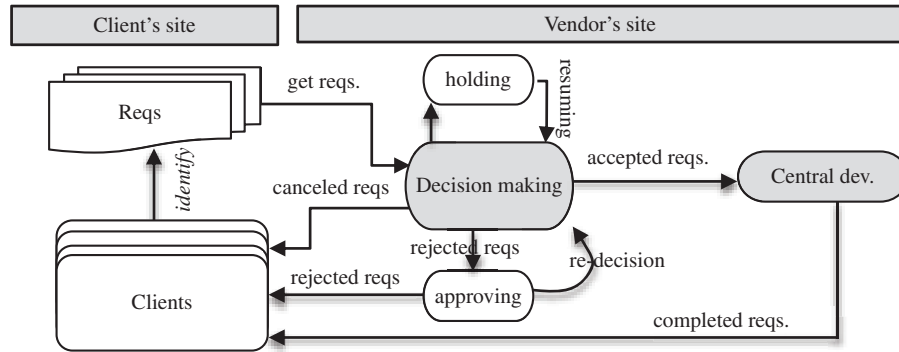 Client's site
Vendor's site
holding
resuming
get reqs.
Reqs
accepted reqs.
Decision making
Central dev.
canceled reqs
identify
rejected reqs
re-decision
rejected reqs
approving
Clients
completed reqs.